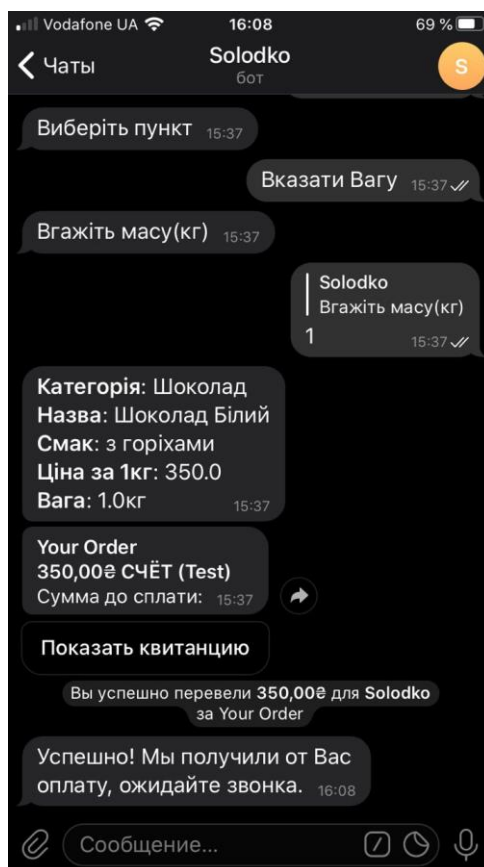 Vodafone UA 16:08 69 %
Чаты Solodko S
бот
Виберіть пункт 15:37
Вказати Вагу 15:37
Вгажіть масу(кг) 15:37
Solodko
Вгажіть масу(кг)
1 15:37
Категорія: Шоколад
Назва: Шоколад Білий
Смак: з горіхами
Ціна за 1кг: 350.0
Вага: 1.0кг 15:37
Your Order
350,00₴ СЧЁТ (Test)
Сумма до сплати: 15:37
Показать квитанцию
Вы успешно перевели 350,00₴ для Solodko
за Your Order
Успешно! Мы получили от Вас
оплату, ожидайте звонка. 16:08
Сообщение...